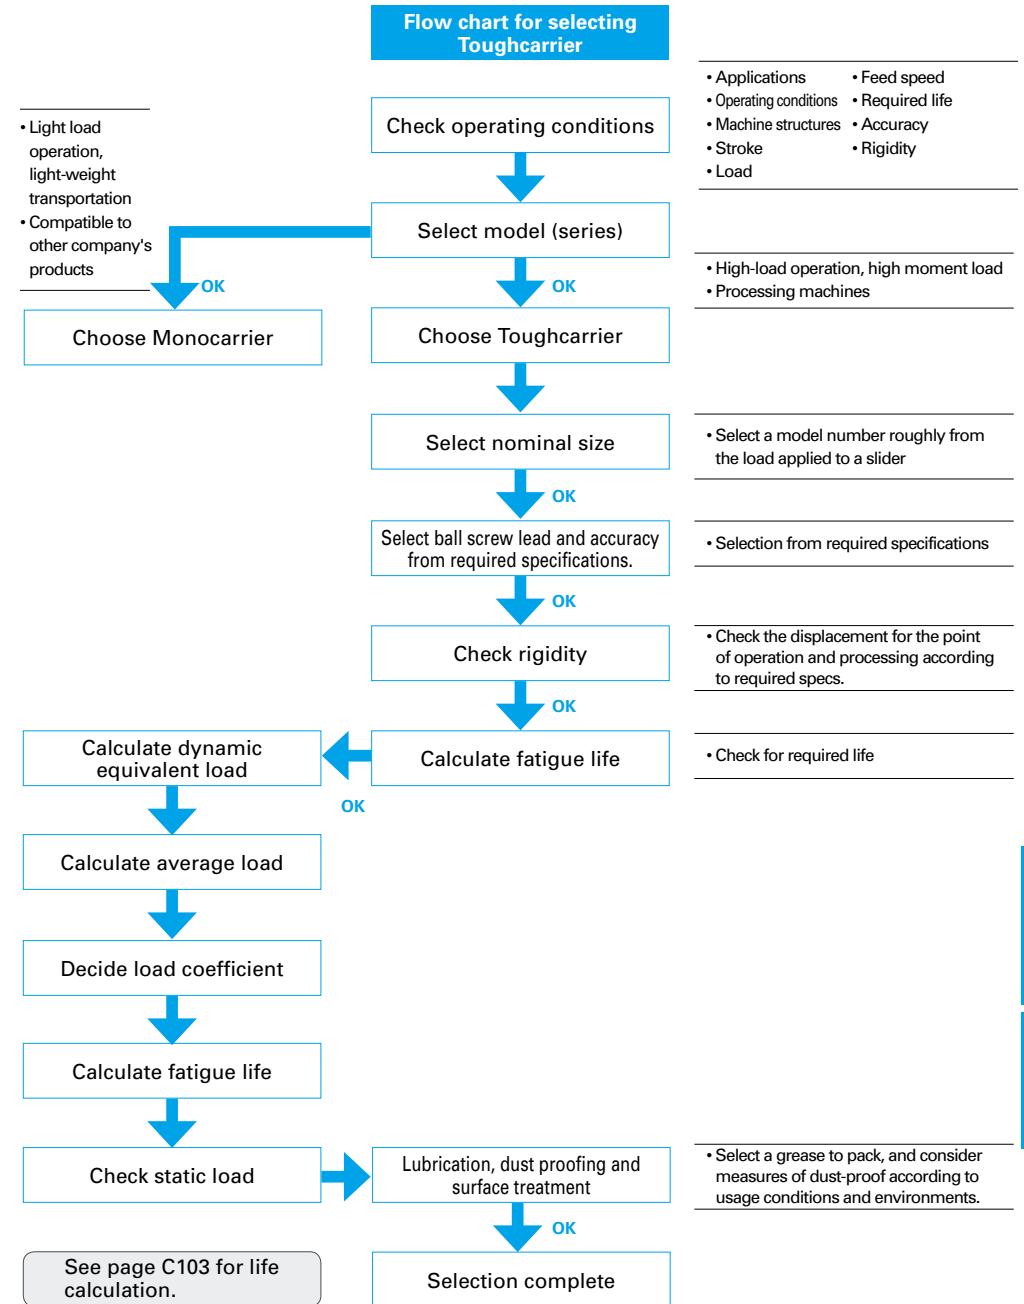 Flow chart for selecting
Toughcarrier
Check operating conditions
• Applications
• Operating conditions
• Machine structures
• Stroke
• Load
• Feed speed
• Required life
• Accuracy
• Rigidity
• Light load
operation,
light-weight
transportation
• Compatible to
other company's
products
Select model (series)
OK
OK
• High-load operation, high moment load
• Processing machines
Choose Monocarrier
Choose Toughcarrier
Select nominal size
• Select a model number roughly from
the load applied to a slider
OK
Select ball screw lead and accuracy
from required specifications.
• Selection from required specifications
OK
Check rigidity
• Check the displacement for the point
of operation and processing according
to required specs.
OK
Calculate fatigue life
• Check for required life
OK
Calculate dynamic
equivalent load
Calculate average load
Decide load coefficient
Calculate fatigue life
Check static load
Lubrication, dust proofing and
surface treatment
• Select a grease to pack, and consider
measures of dust-proof according to
usage conditions and environments.
OK
Selection complete
See page C103 for life
calculation.